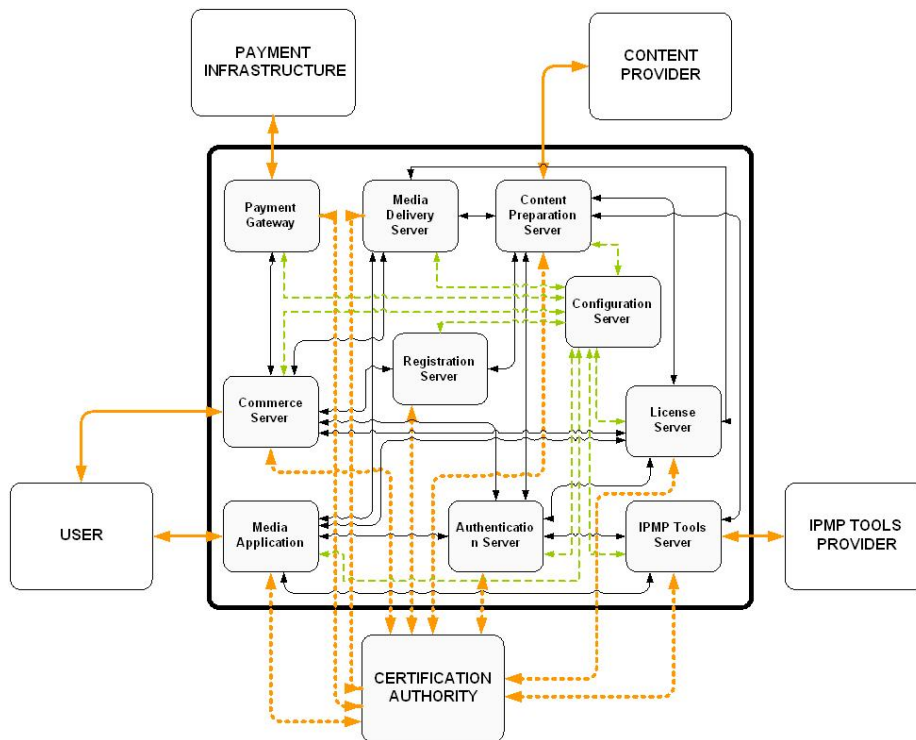 PAYMENT
INFRASTRUCTURE
CONTENT
PROVIDER
Payment
Gateway
Media
Delivery
Server
Content
Preparation
Server
Configuration
Server
Registration
Server
Commerce
Server
License
Server
USER
Media
Application
Authenticatio
n Server
IPMP Tools
Server
IPMP TOOLS
PROVIDER
CERTIFICATION
AUTHORITY